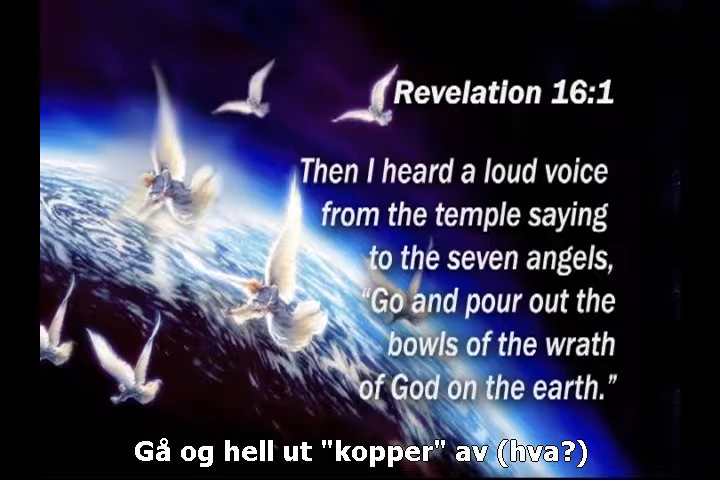 Revelation 16:1
Then I heard a loud voice
from the temple saying
to the seven angels,
“Go and pour out the
bowls of the wrath
of God on the earth.”
Gå og hell ut "kopper" av (hva?)